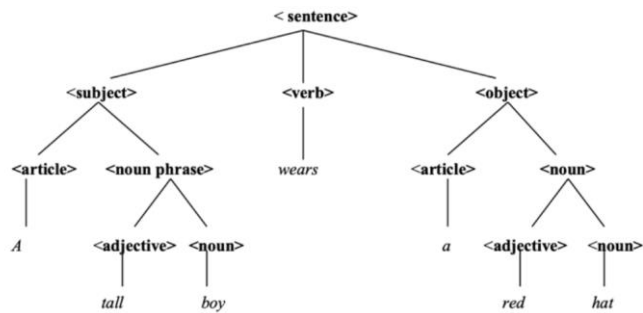 < sentence>
<subject> <verb> <object>
<article> <noun phrase> wears <article> <noun>
A <adjective> <noun> a <adjective> <noun>
tall boy red hat